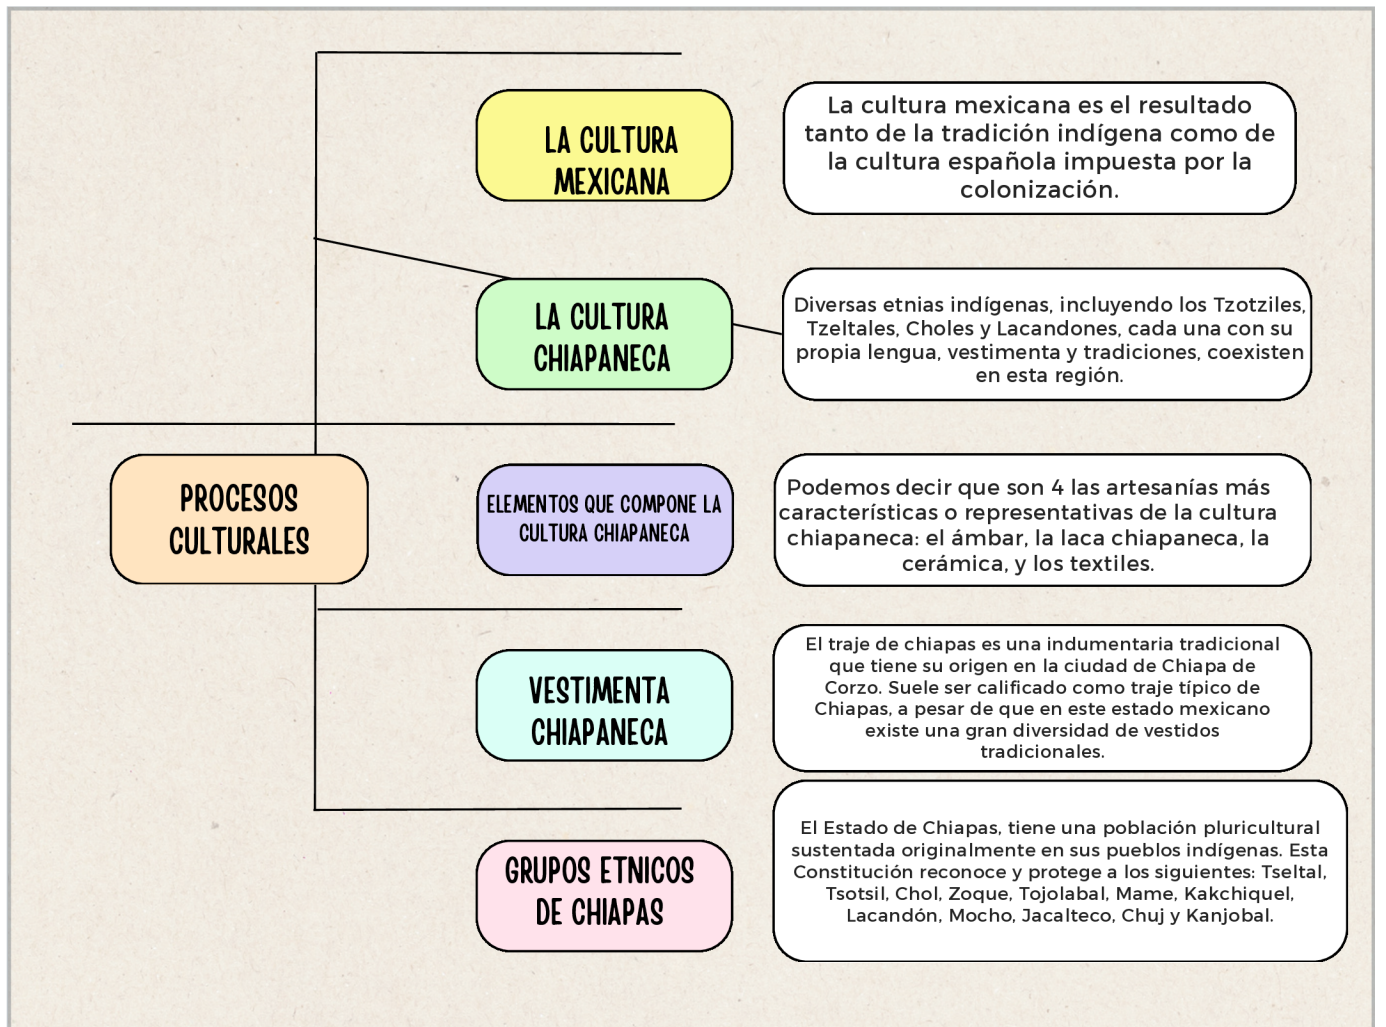 LA CULTURA
MEXICANA
La cultura mexicana es el resultado
tanto de la tradición indígena como de
la cultura española impuesta por la
colonización.
LA CULTURA
CHIAPANECA
Diversas etnias indígenas, incluyendo los Tzotziles,
Tzeltales, Choles y Lacandones, cada una con su
propia lengua, vestimenta y tradiciones, coexisten
en esta región.
PROCESOS
CULTURALES
ELEMENTOS QUE COMPONE LA
CULTURA CHIAPANECA
Podemos decir que son 4 las artesanías más
características o representativas de la cultura
chiapaneca: el ámbar, la laca chiapaneca, la
cerámica, y los textiles.
VESTIMENTA
CHIAPANECA
El traje de chiapas es una indumentaria tradicional
que tiene su origen en la ciudad de Chiapa de
Corzo. Suele ser calificado como traje típico de
Chiapas, a pesar de que en este estado mexicano
existe una gran diversidad de vestidos
tradicionales.
GRUPOS ETNICOS
DE CHIAPAS
El Estado de Chiapas, tiene una población pluricultural
sustentada originalmente en sus pueblos indígenas. Esta
Constitución reconoce y protege a los siguientes: Tseltal,
Tsotsil, Chol, Zoque, Tojolabal, Mame, Kakchiquel,
Lacandón, Mocho, Jacalteco, Chuj y Kanjobal.